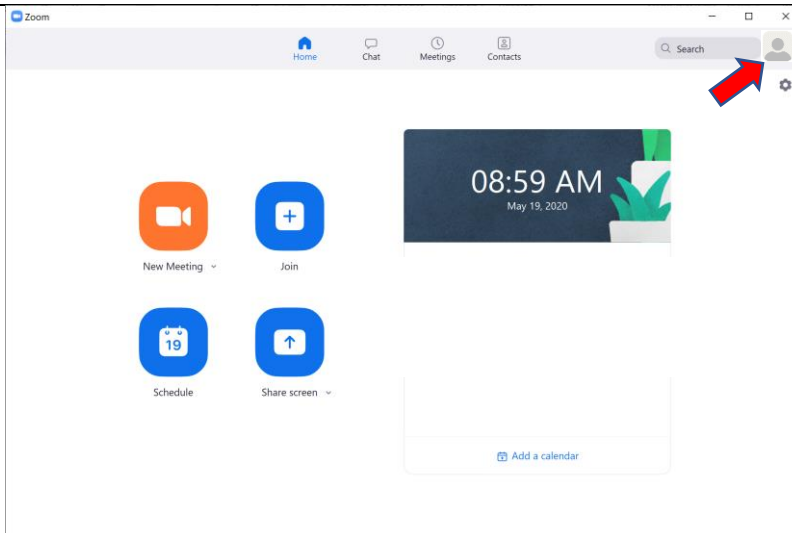 Zoom
Home Chat Meetings Contacts
Search
08:59 AM
May 19, 2020
New Meeting Join
19
Schedule Share screen
Add a calendar